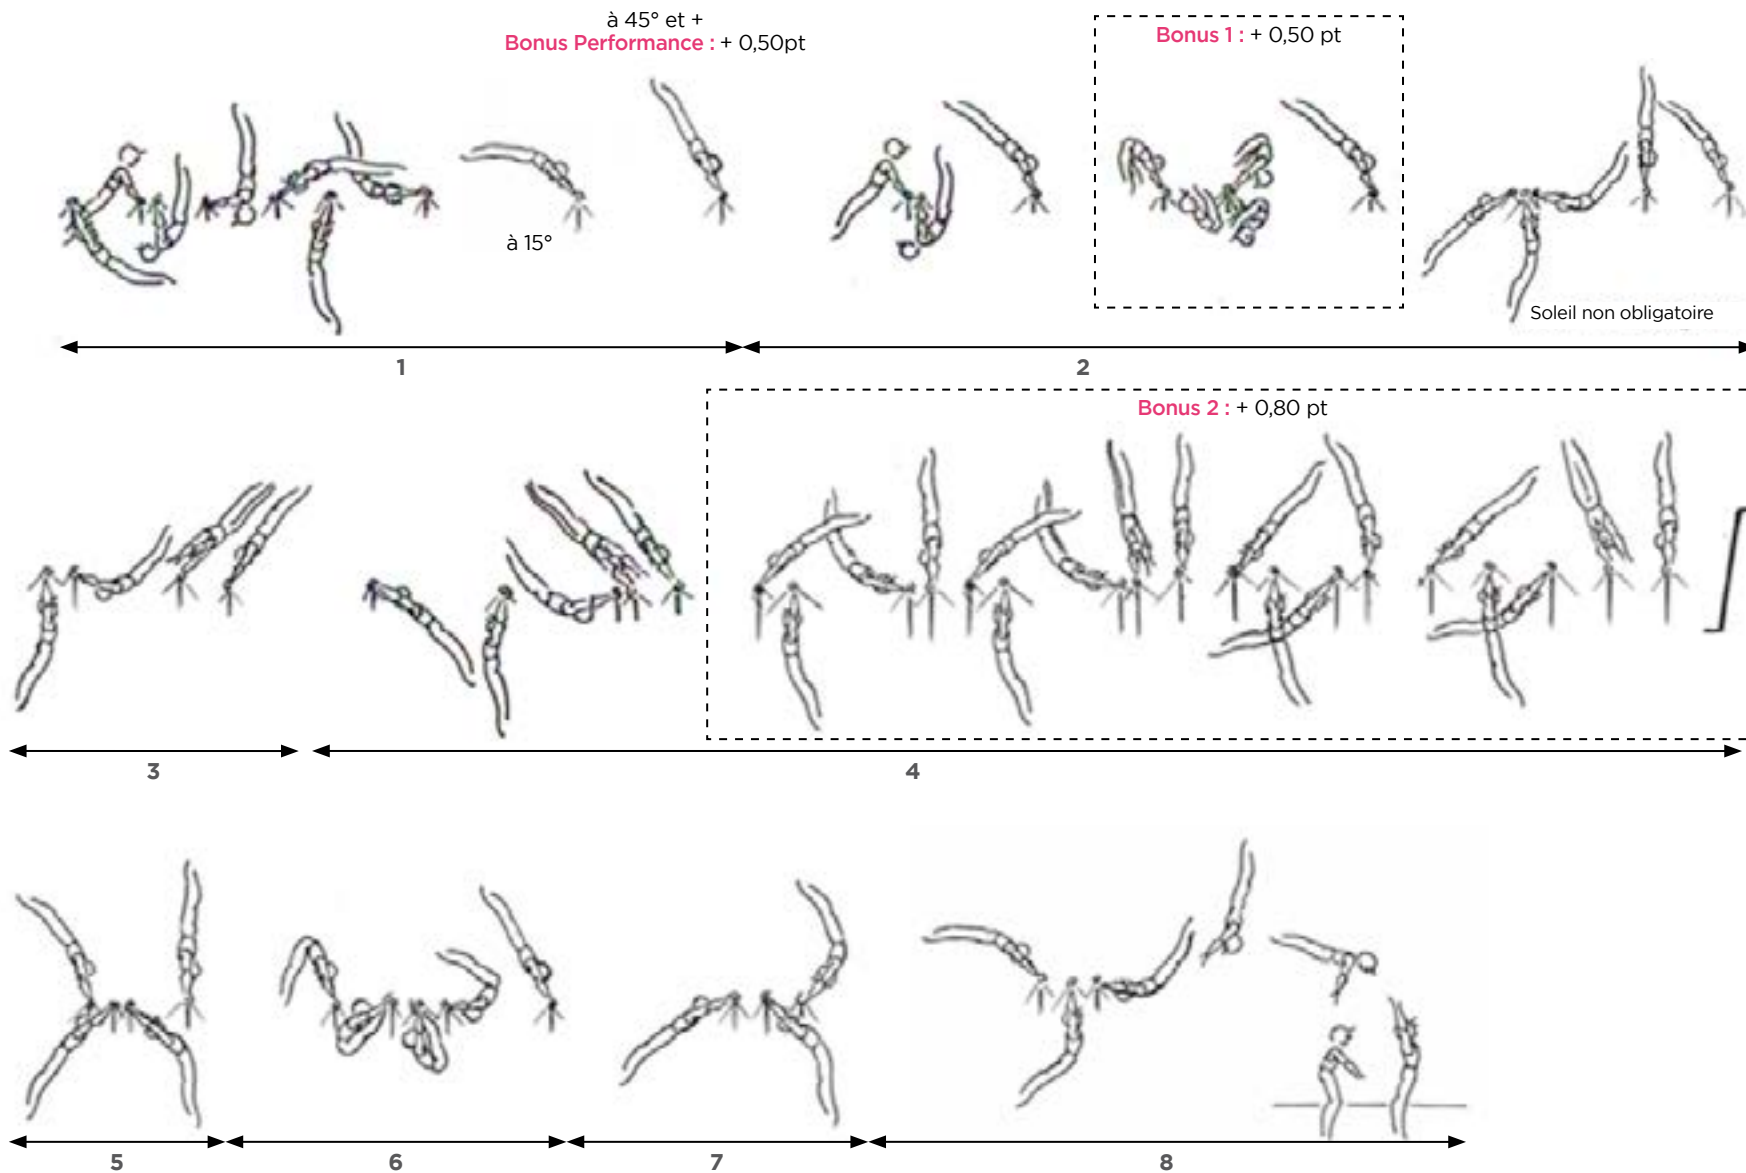 à 45° et +
Bonus Performance : + 0,50pt
Bonus 1 : + 0,50 pt
à 15°
Soleil non obligatoire
1
2
Bonus 2 : + 0,80 pt
3
4
5
6
7
8